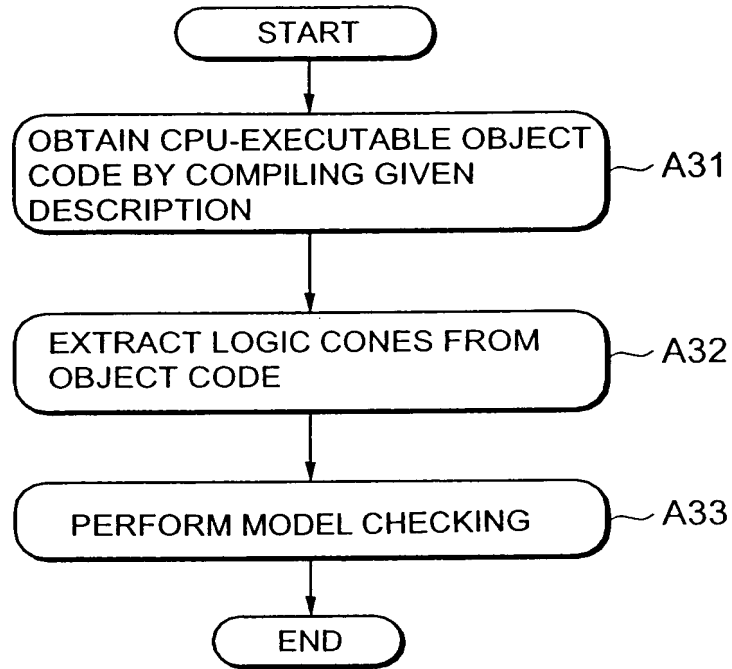 START
OBTAIN CPU-EXECUTABLE OBJECT
CODE BY COMPILING GIVEN
DESCRIPTION
A31
EXTRACT LOGIC CONES FROM
OBJECT CODE
A32
PERFORM MODEL CHECKING
A33
END